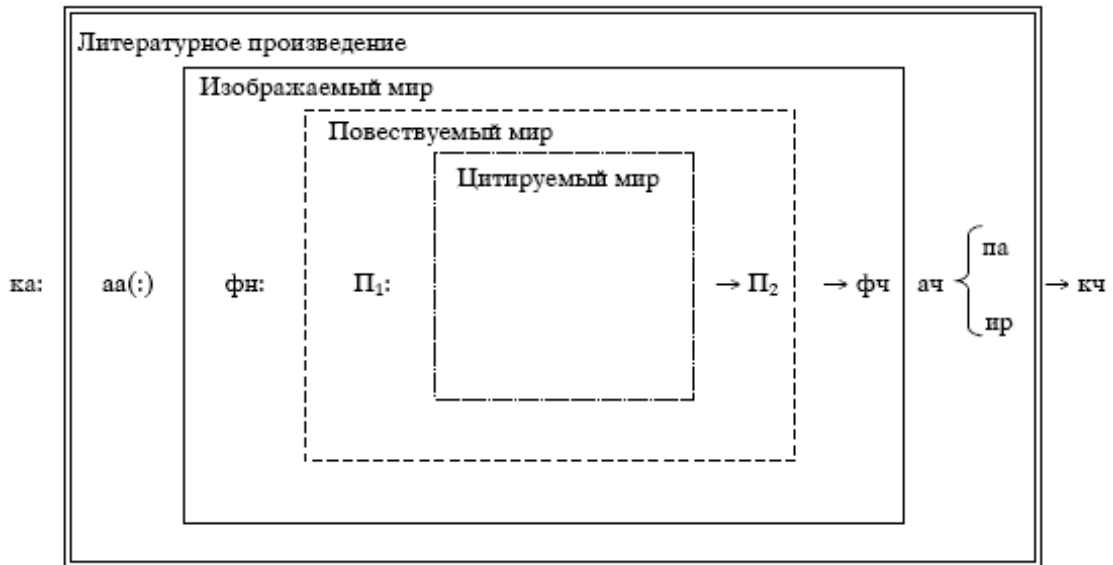 Литературное произведение
Изображаемый мир
Повествуемый мир
Цитируемый мир
па
ка: аа(:) фн: П₁: → П₂ → фч ач → кч
ир